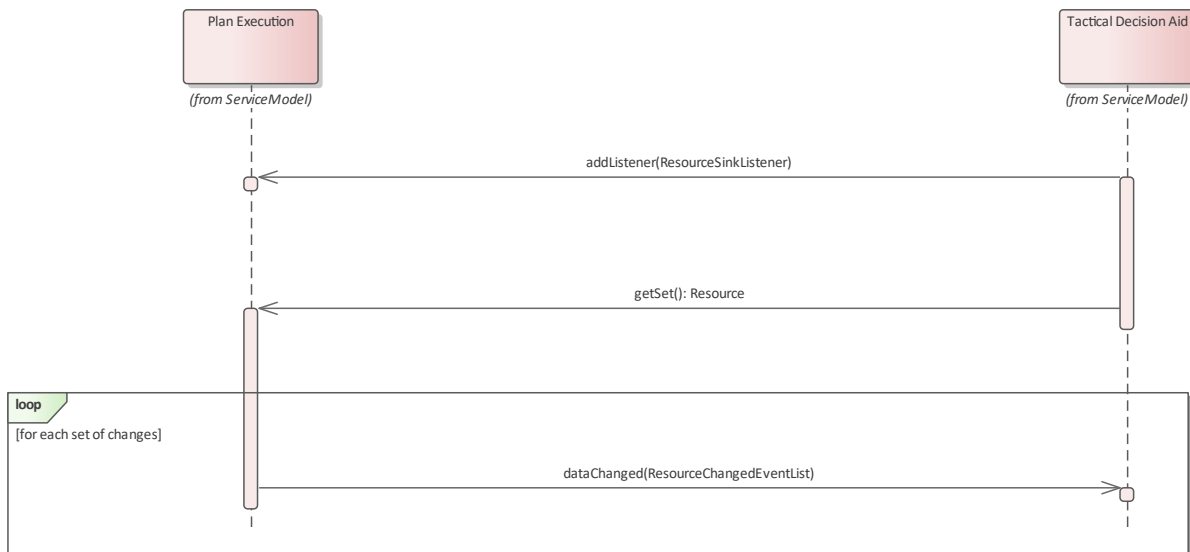 Plan Execution
Tactical Decision Aid
(from ServiceModel)
(from ServiceModel)
addListener(ResourceSinkListener)
getSet(): Resource
loop
[for each set of changes]
dataChanged(ResourceChangedEventList)